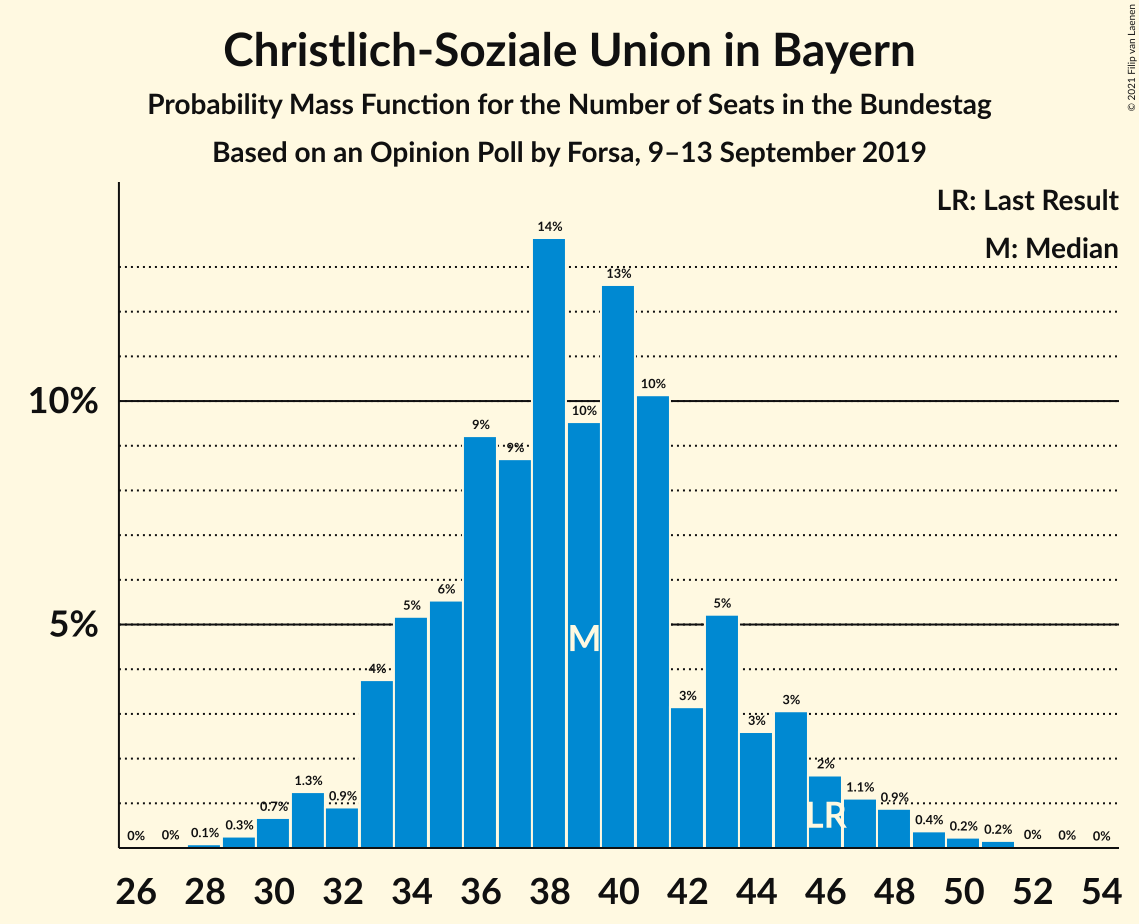 Christlich-Soziale Union in Bayern
Probability Mass Function for the Number of Seats in the Bundestag
Based on an Opinion Poll by Forsa, 9–13 September 2019
© 2021 Filip van Laenen
LR: Last Result
M: Median
10%
5%
0% 0% 0.1% 0.3% 0.7% 1.3% 0.9% 4% 5% 6% 9% 9% 14% 10% 13% 10% 3% 5% 3% 3% 2% 1.1% 0.9% 0.4% 0.2% 0.2% 0% 0% 0%
M
LR
26 28 30 32 34 36 38 40 42 44 46 48 50 52 54